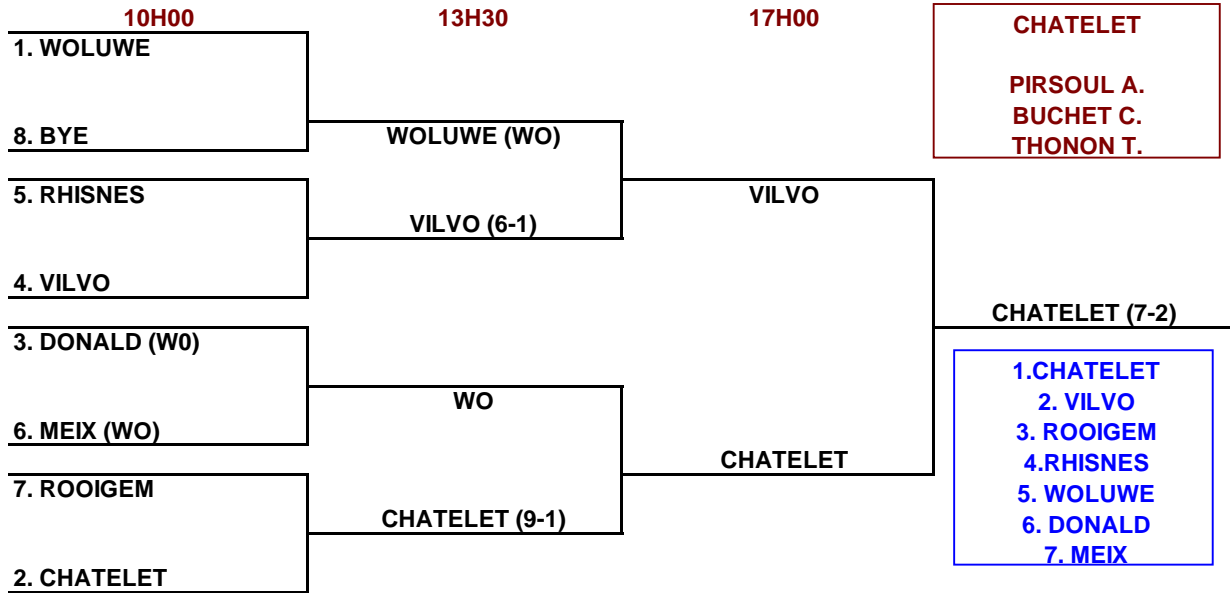 10H00
13H30
17H00
CHATELET
PIRSOUL A.
BUCHET C.
THONON T.
1. WOLUWE
8. BYE
WOLUWE (WO)
5. RHISNES
VILVO
VILVO (6-1)
4. VILVO
CHATELET (7-2)
3. DONALD (W0)
WO
6. MEIX (WO)
CHATELET
7. ROOIGEM
CHATELET (9-1)
2. CHATELET
1.CHATELET
2. VILVO
3. ROOIGEM
4.RHISNES
5. WOLUWE
6. DONALD
7. MEIX